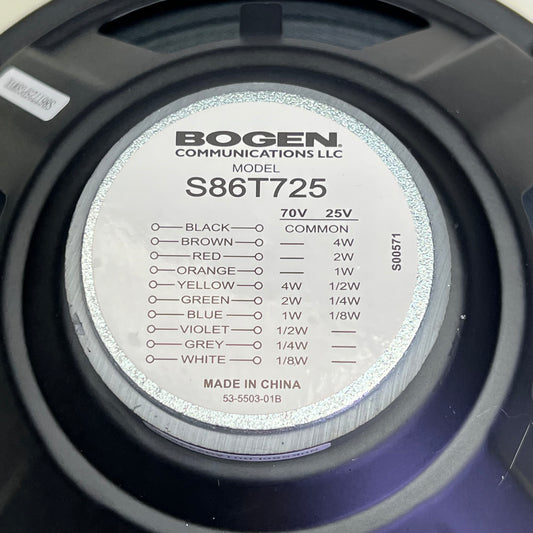 BOGEN®
COMMUNICATIONS LLC
MODEL
S86T725
70V 25V
BLACK COMMON
BROWN — 4W
RED — 2W
ORANGE — 1W
YELLOW 4W 1/2W
GREEN 2W 1/4W
BLUE 1W 1/8W
VIOLET 1/2W —
GREY 1/4W —
WHITE 1/8W —
MADE IN CHINA
53-5503-01B
S00571